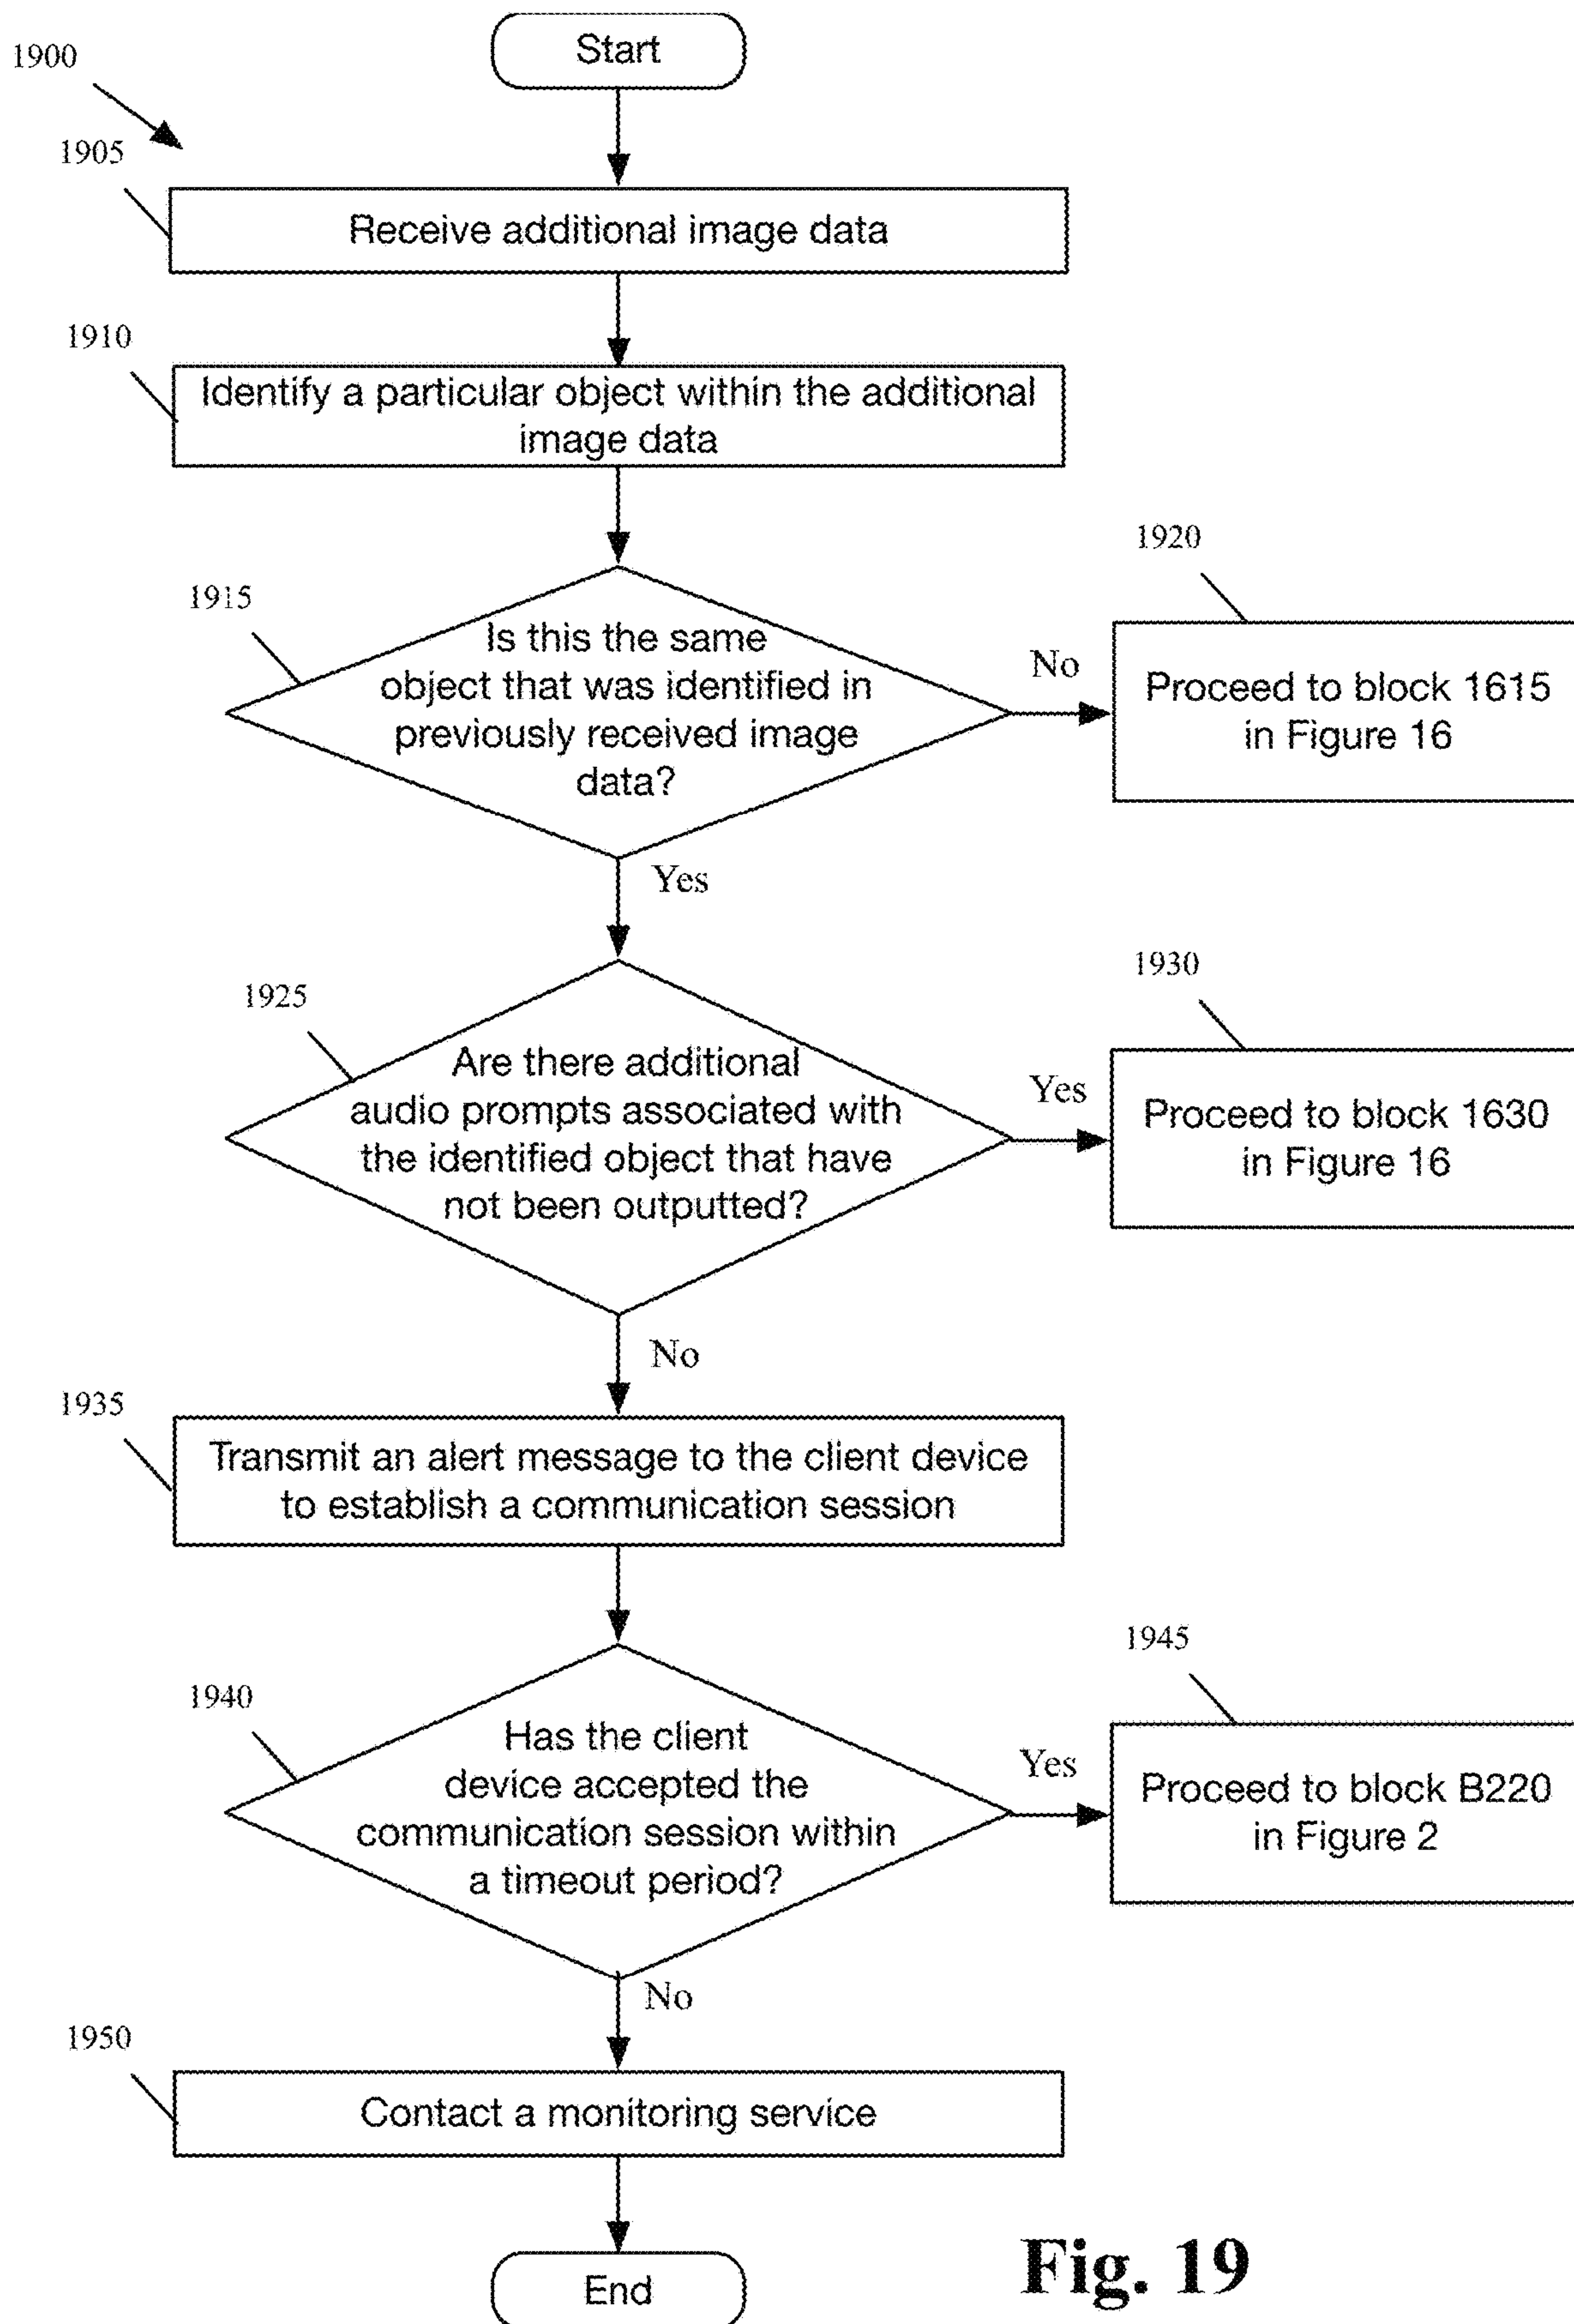 Start
1900
1905
Receive additional image data
1910
Identify a particular object within the additional
image data
1915
Is this the same
object that was identified in
previously received image
data?
No
1920
Proceed to block 1615
in Figure 16
Yes
1925
Are there additional
audio prompts associated with
the identified object that have
not been outputted?
Yes
1930
Proceed to block 1630
in Figure 16
No
1935
Transmit an alert message to the client device
to establish a communication session
1940
Has the client
device accepted the
communication session within
a timeout period?
Yes
1945
Proceed to block B220
in Figure 2
No
1950
Contact a monitoring service
End
Fig. 19